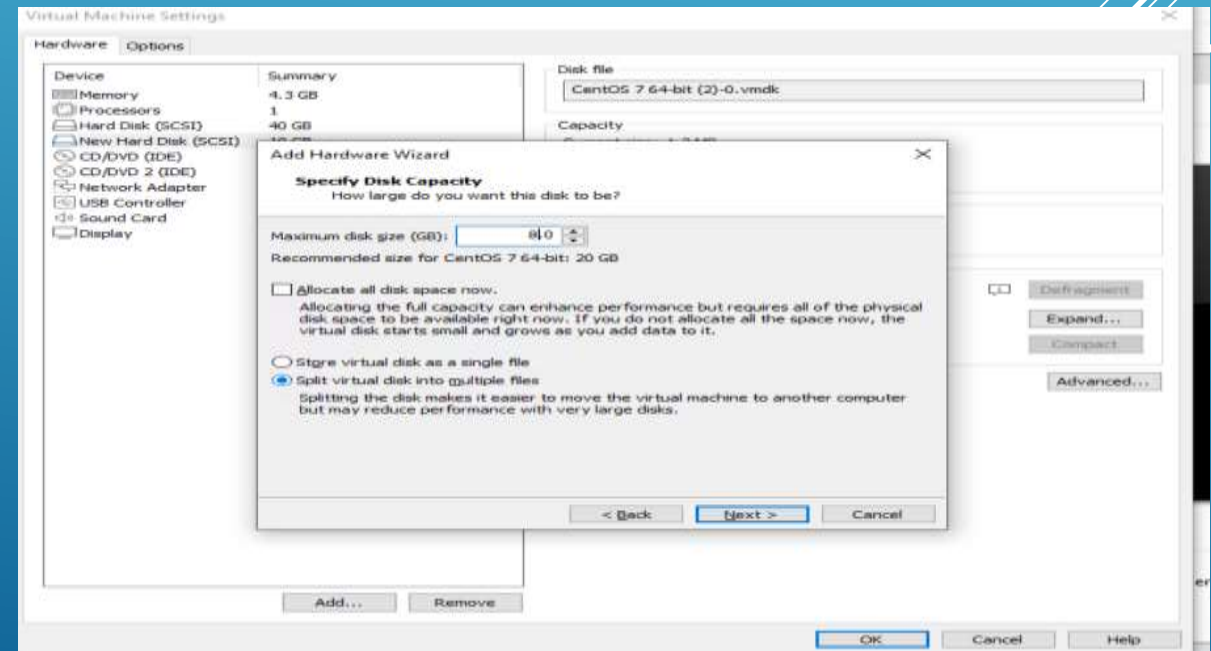 Virtual Machine Settings
Hardware Options
Device Summary
Memory 4.3 GB
Processors 1
Hard Disk (SCSI) 40 GB
New Hard Disk (SCSI) 10 GB
CD/DVD (IDE)
CD/DVD 2 (IDE)
Network Adapter
USB Controller
Sound Card
Display
Add... Remove
Disk file
CentOS 7 64-bit (2)-0.vmdk
Capacity
Defragment
Expand...
Compact
Advanced...
Add Hardware Wizard
Specify Disk Capacity
How large do you want this disk to be?
Maximum disk size (GB):
Recommended size for CentOS 7 64-bit: 20 GB
Allocate all disk space now.
Allocating the full capacity can enhance performance but requires all of the physical
disk space to be available right now. If you do not allocate all the space now, the
virtual disk starts small and grows as you add data to it.
Store virtual disk as a single file
Split virtual disk into multiple files
Splitting the disk makes it easier to move the virtual machine to another computer
but may reduce performance with very large disks.
< Back Next > Cancel
OK Cancel Help
er